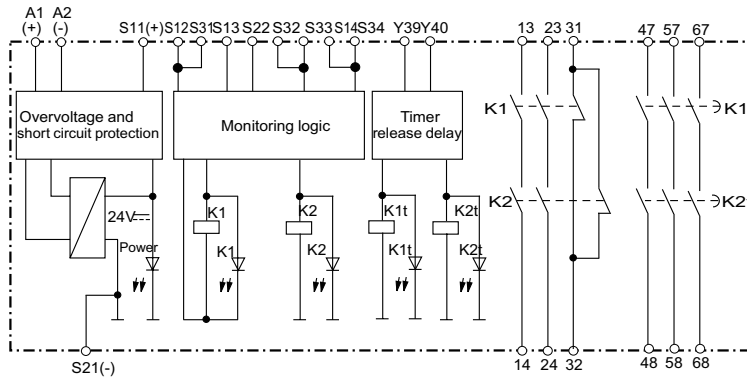 A1 A2 S11(+) S12 S31 S13 S22 S32 S33 S14 S34 Y39 Y40 13 23 31 47 57 67
(+) (-)
Overvoltage and
short circuit protection
Monitoring logic
Timer
release delay
K1
K1
K2
K2
24V
Power
K1
K1
K2
K2
K1t
K1t
K2t
K2t
S21(-)
14 24 32 48 58 68